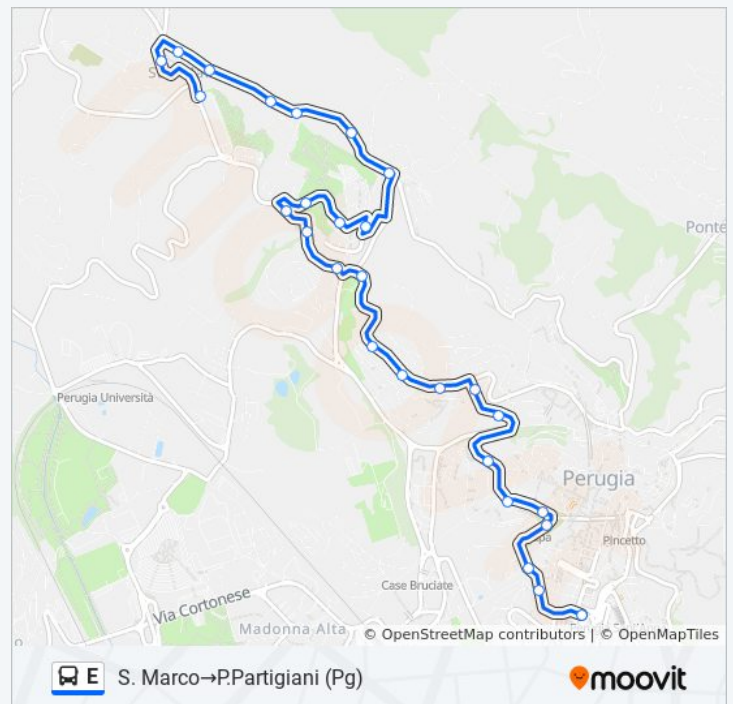 Ponte
Perugia Università
Perugia
Pincetto
Case Bruciate
Via Cortonese
Madonna Alta
© OpenStreetMap contributors | © OpenMapTiles
E S. Marco→P.Partigiani (Pg)
moovit